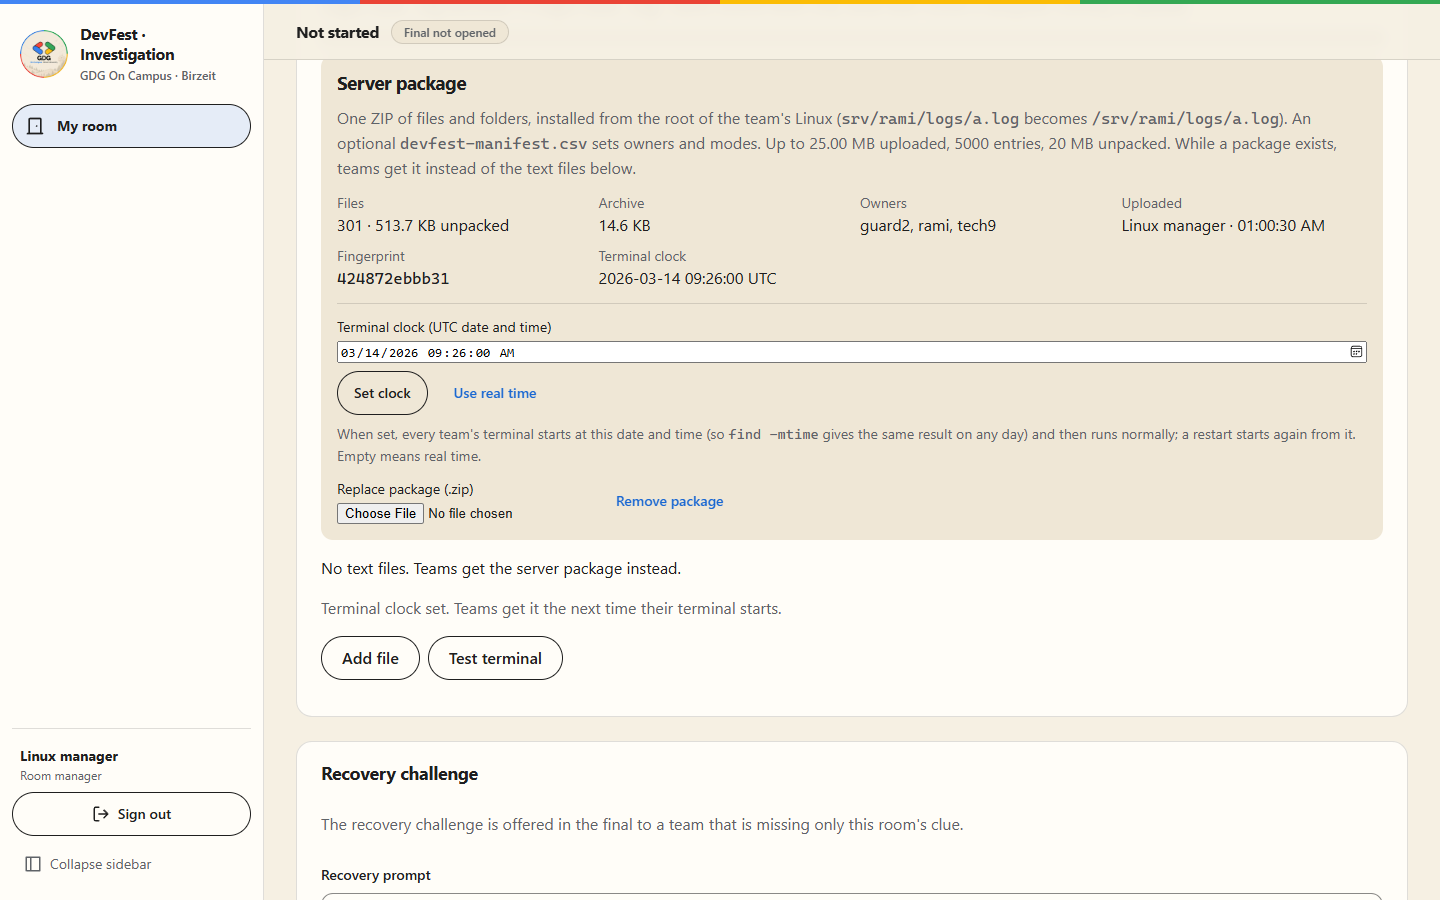 DevFest ·
Investigation
GDG On Campus · Birzeit
GDG
My room
Linux manager
Room manager
Sign out
Collapse sidebar
Not started
Final not opened
Server package
One ZIP of files and folders, installed from the root of the team's Linux (srv/rami/logs/a.log becomes /srv/rami/logs/a.log). An
optional devfest-manifest.csv sets owners and modes. Up to 25.00 MB uploaded, 5000 entries, 20 MB unpacked. While a package exists,
teams get it instead of the text files below.
Files
301 · 513.7 KB unpacked
Archive
14.6 KB
Owners
guard2, rami, tech9
Uploaded
Linux manager · 01:00:30 AM
Fingerprint
424872ebbb31
Terminal clock
2026-03-14 09:26:00 UTC
Terminal clock (UTC date and time)
03/14/2026 09:26:00 AM
Set clock
Use real time
When set, every team's terminal starts at this date and time (so find -mtime gives the same result on any day) and then runs normally; a restart starts again from it.
Empty means real time.
Replace package (.zip)
Choose File No file chosen
Remove package
No text files. Teams get the server package instead.
Terminal clock set. Teams get it the next time their terminal starts.
Add file
Test terminal
Recovery challenge
The recovery challenge is offered in the final to a team that is missing only this room's clue.
Recovery prompt